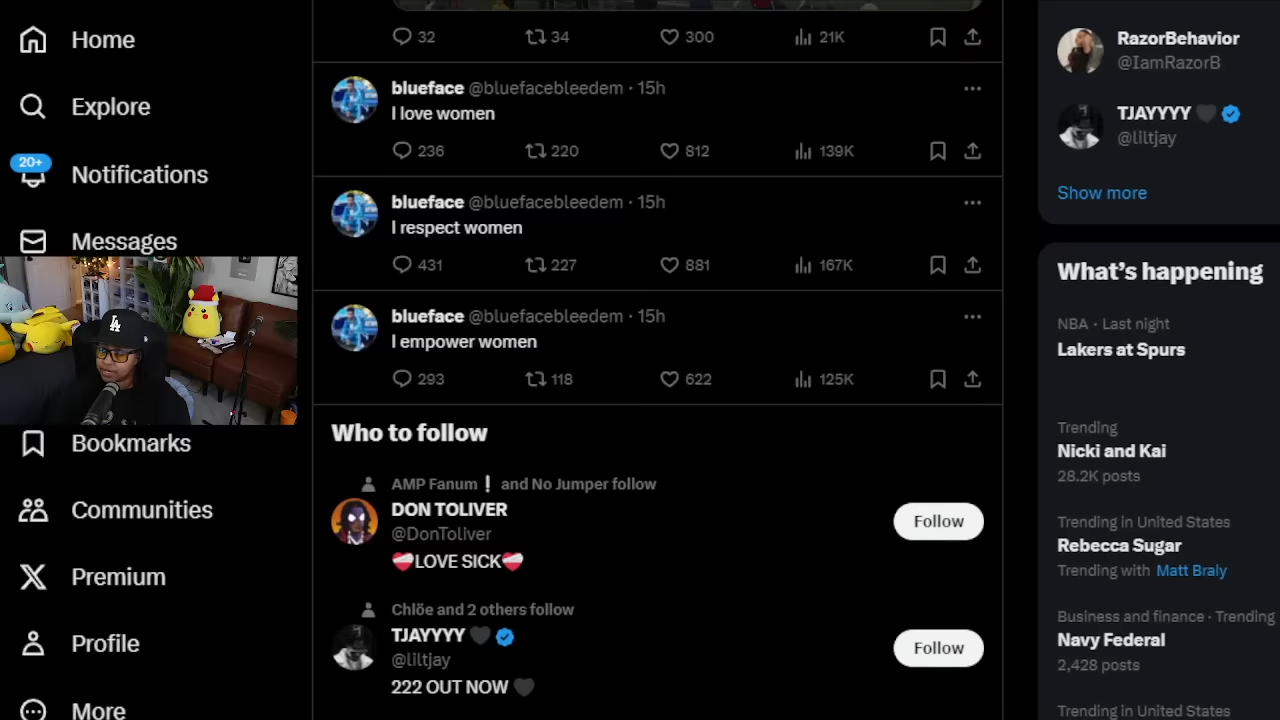 Home
Explore
20+
Notifications
Messages
Bookmarks
Communities
Premium
Profile
More
32 34 300 21K
blueface @bluefacebleedem · 15h
I love women
236 220 812 139K
blueface @bluefacebleedem · 15h
I respect women
431 227 881 167K
blueface @bluefacebleedem · 15h
I empower women
293 118 622 125K
Who to follow
AMP Fanum❕ and No Jumper follow
DON TOLIVER
@DonToliver
Follow
LOVE SICK
Chlöe and 2 others follow
TJAYYYY
@liltjay
Follow
222 OUT NOW
RazorBehavior
@IamRazorB
TJAYYYY
@liltjay
Show more
What's happening
NBA · Last night
Lakers at Spurs
Trending
Nicki and Kai
28.2K posts
Trending in United States
Rebecca Sugar
Trending with Matt Braly
Business and finance · Trending
Navy Federal
2,428 posts
Trending in United States
LA